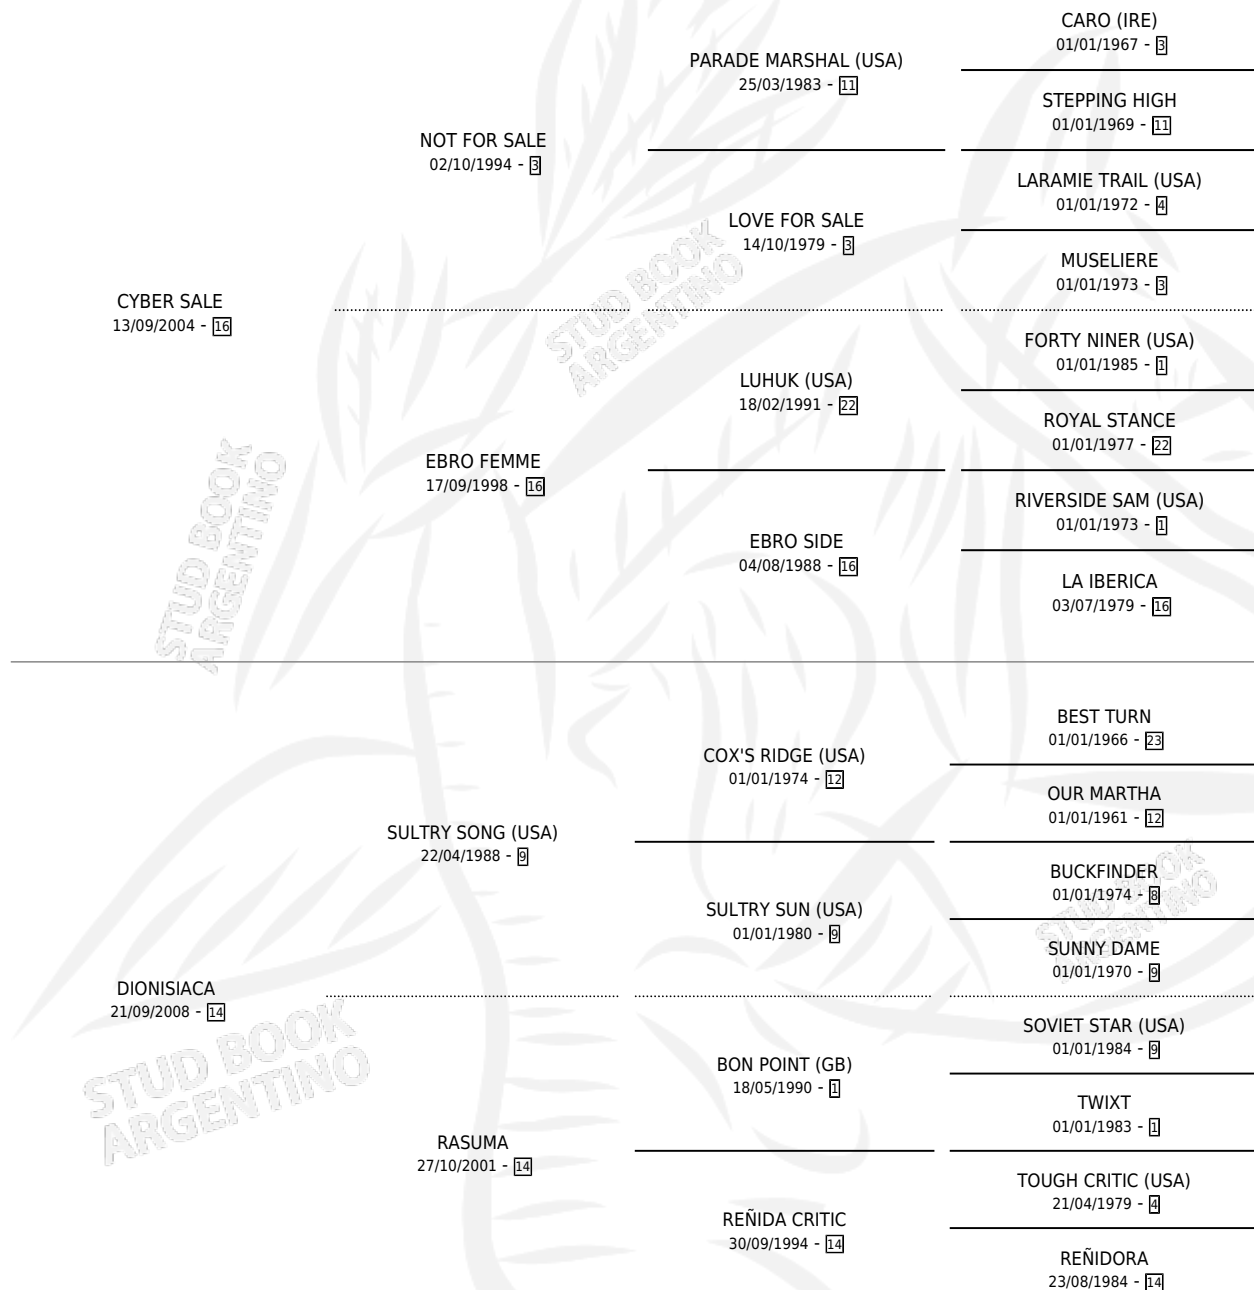 CARO (IRE)
01/01/1967 - 3
PARADE MARSHAL (USA)
25/03/1983 - 11
STEPPING HIGH
01/01/1969 - 11
NOT FOR SALE
02/10/1994 - 3
LARAMIE TRAIL (USA)
01/01/1972 - 4
LOVE FOR SALE
14/10/1979 - 3
MUSELIERE
01/01/1973 - 3
CYBER SALE
13/09/2004 - 16
FORTY NINER (USA)
01/01/1985 - 1
LUHUK (USA)
18/02/1991 - 22
ROYAL STANCE
01/01/1977 - 22
EBRO FEMME
17/09/1998 - 16
RIVERSIDE SAM (USA)
01/01/1973 - 1
EBRO SIDE
04/08/1988 - 16
LA IBERICA
03/07/1979 - 16
BEST TURN
01/01/1966 - 23
COX'S RIDGE (USA)
01/01/1974 - 12
OUR MARTHA
01/01/1961 - 12
SULTRY SONG (USA)
22/04/1988 - 9
BUCKFINDER
01/01/1974 - 8
SULTRY SUN (USA)
01/01/1980 - 9
SUNNY DAME
01/01/1970 - 9
DIONISIACA
21/09/2008 - 14
SOVIET STAR (USA)
01/01/1984 - 9
BON POINT (GB)
18/05/1990 - 1
TWIXT
01/01/1983 - 1
RASUMA
27/10/2001 - 14
TOUGH CRITIC (USA)
21/04/1979 - 4
REÑIDA CRITIC
30/09/1994 - 14
REÑIDORA
23/08/1984 - 14
STUD BOOK
ARGENTINO
STUD BOOK
ARGENTINO
STUD BOOK
ARGENTINO
STUD BOOK
ARGENTINO